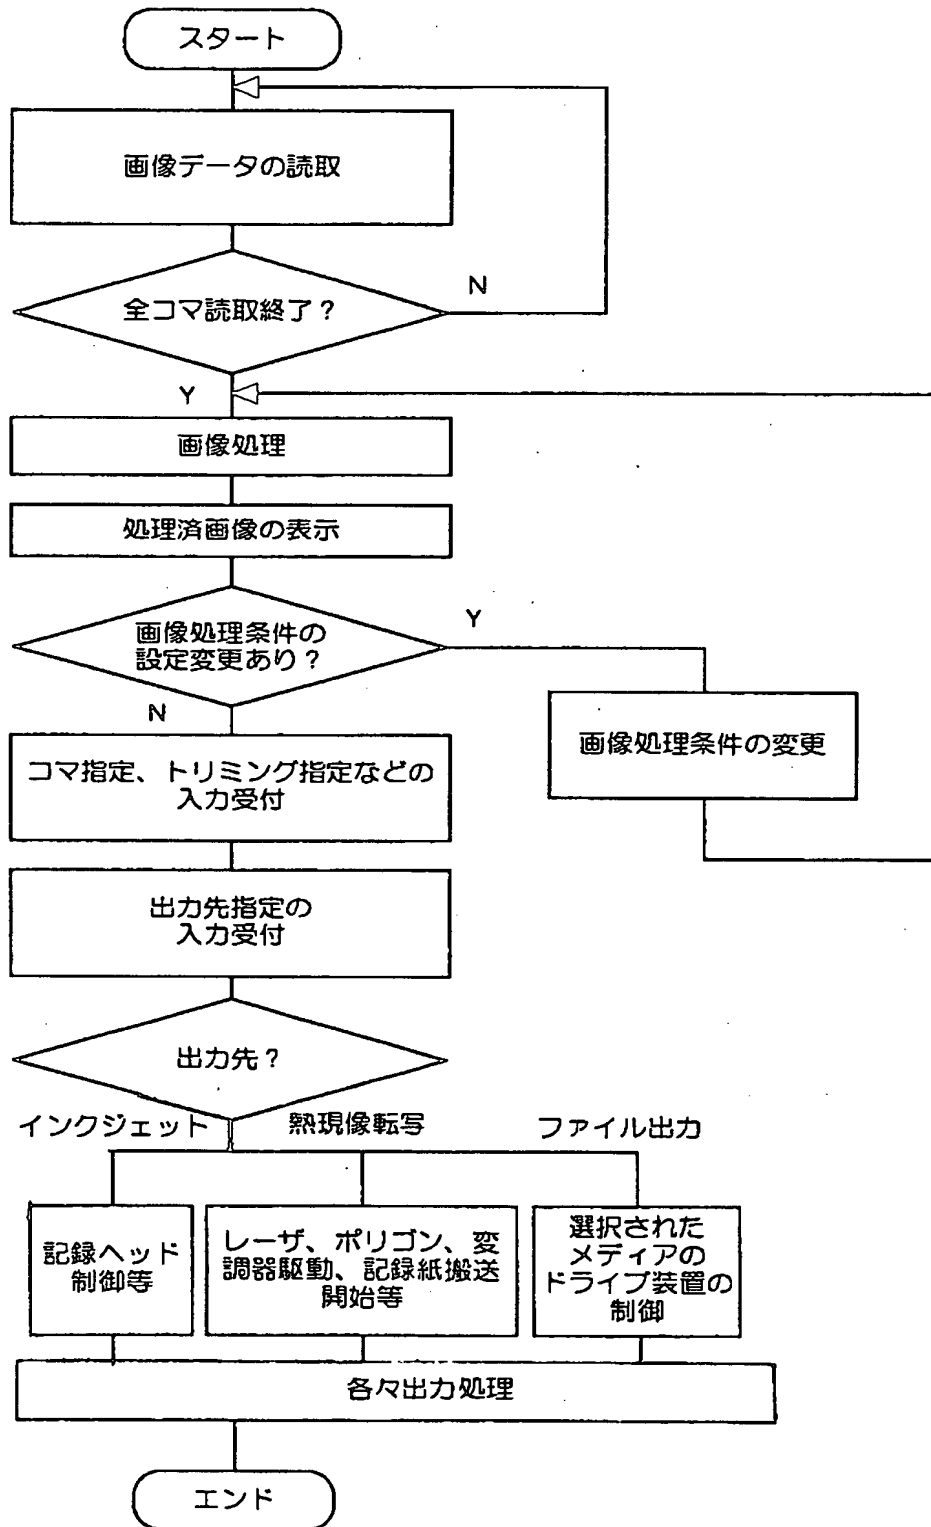 スタート
画像データの読取
全コマ読取終了?
N
Y
画像処理
処理済画像の表示
画像処理条件の
設定変更あり?
Y
N
画像処理条件の変更
コマ指定、トリミング指定などの
入力受付
出力先指定の
入力受付
出力先?
インクジェット
熱現像転写
ファイル出力
記録ヘッド
制御等
レーザ、ポリゴン、変
調器駆動、記録紙搬送
開始等
選択された
メディアの
ドライブ装置の
制御
各々出力処理
エンド